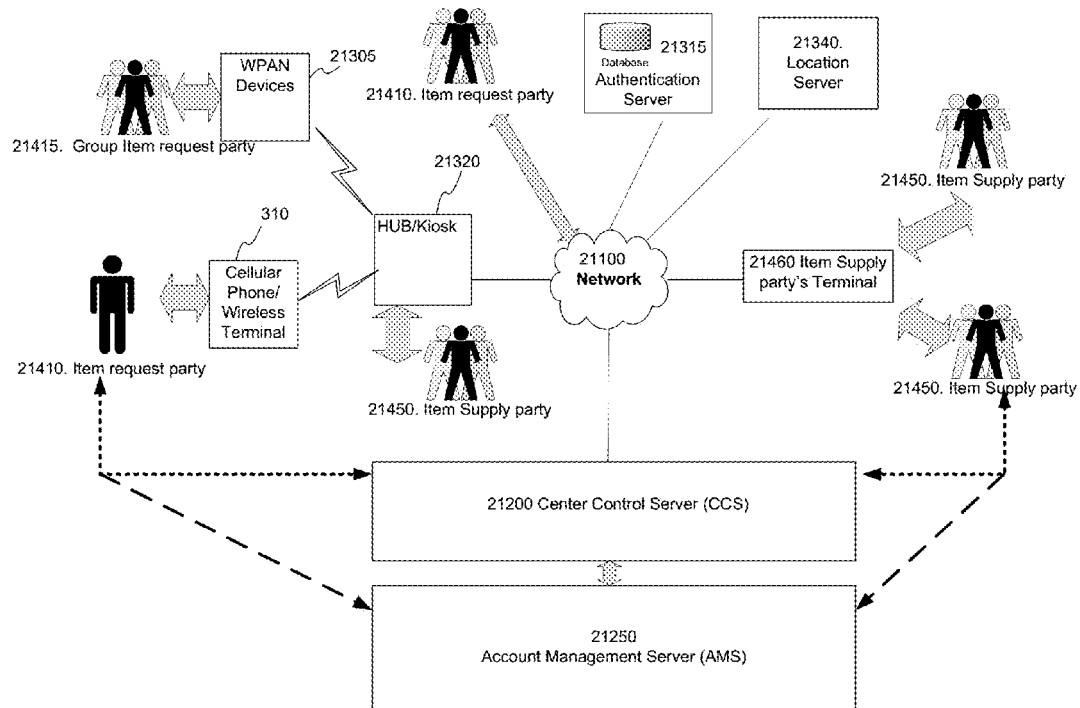 WPAN
Devices
21305
21415. Group Item request party
21410. Item request party
Database
21315
Authentication
Server
21340.
Location
Server
21450. Item Supply party
310
Cellular
Phone/
Wireless
Terminal
21410. Item request party
21320
HUB/Kiosk
21450. Item Supply party
21100
Network
21460 Item Supply
party's Terminal
21450. Item Supply party
21200 Center Control Server (CCS)
21250
Account Management Server (AMS)